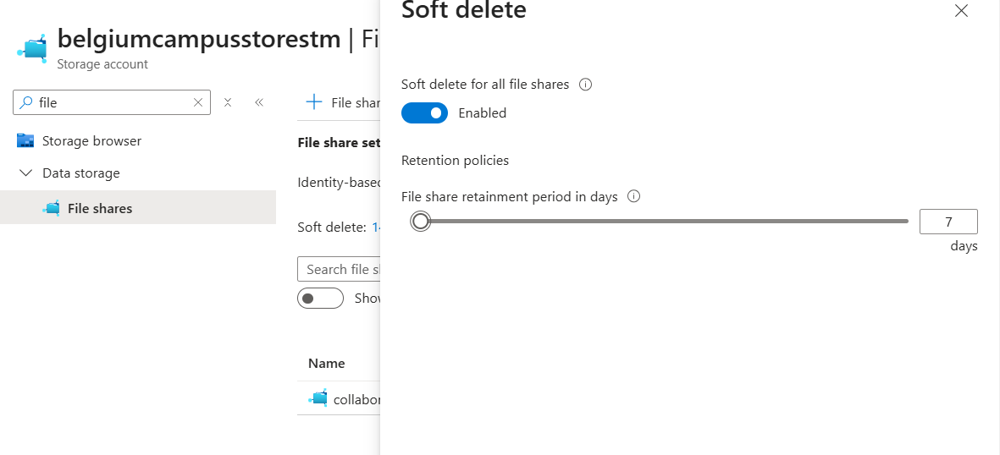 belgiumcampusstorestm | Fi
Storage account
file
Storage browser
Data storage
File shares
File shar
File share set
Identity-based
Soft delete: 14
Search file sh
Show
Name
collabor
Soft delete
Soft delete for all file shares
Enabled
Retention policies
File share retainment period in days
7
days